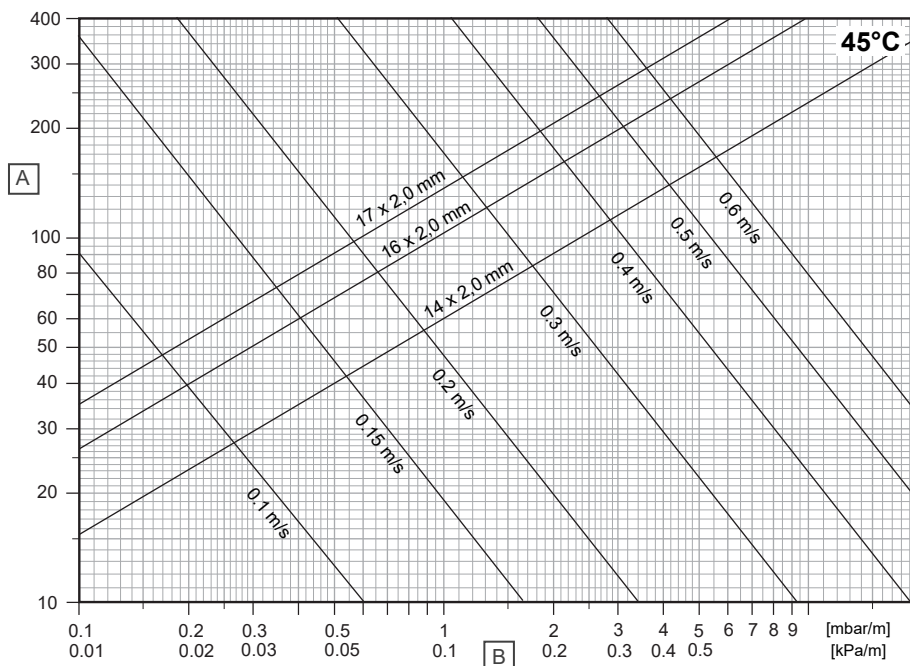 400
45°C
300
200
A
17 x 2,0 mm
16 x 2,0 mm
14 x 2,0 mm
0.6 m/s
0.5 m/s
0.4 m/s
0.3 m/s
0.2 m/s
0.15 m/s
0.1 m/s
100
80
60
50
40
30
20
10
0.1 0.2 0.3 0.5 1 2 3 4 5 6 7 8 9 [mbar/m]
0.01 0.02 0.03 0.05 0.1 0.2 0.3 0.4 0.5 [kPa/m]
B